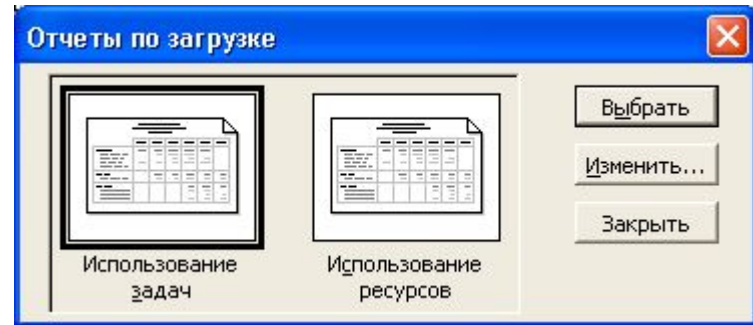 Отчеты по загрузке
Выбрать
Изменить...
Закрыть
Использование
задач
Использование
ресурсов